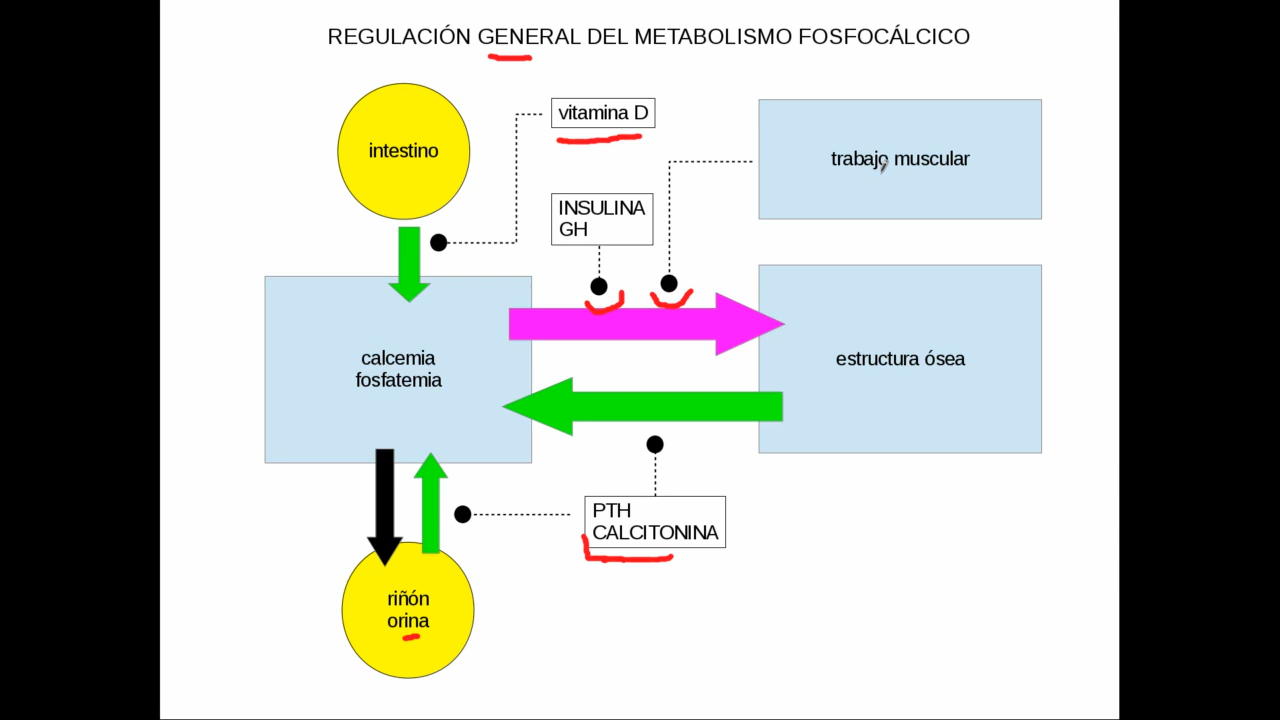 REGULACIÓN GENERAL DEL METABOLISMO FOSFOCÁLCICO
intestino
vitamina D
trabajo muscular
INSULINA
GH
calcemia
fosfatemia
estructura ósea
PTH
CALCITONINA
riñón
orina